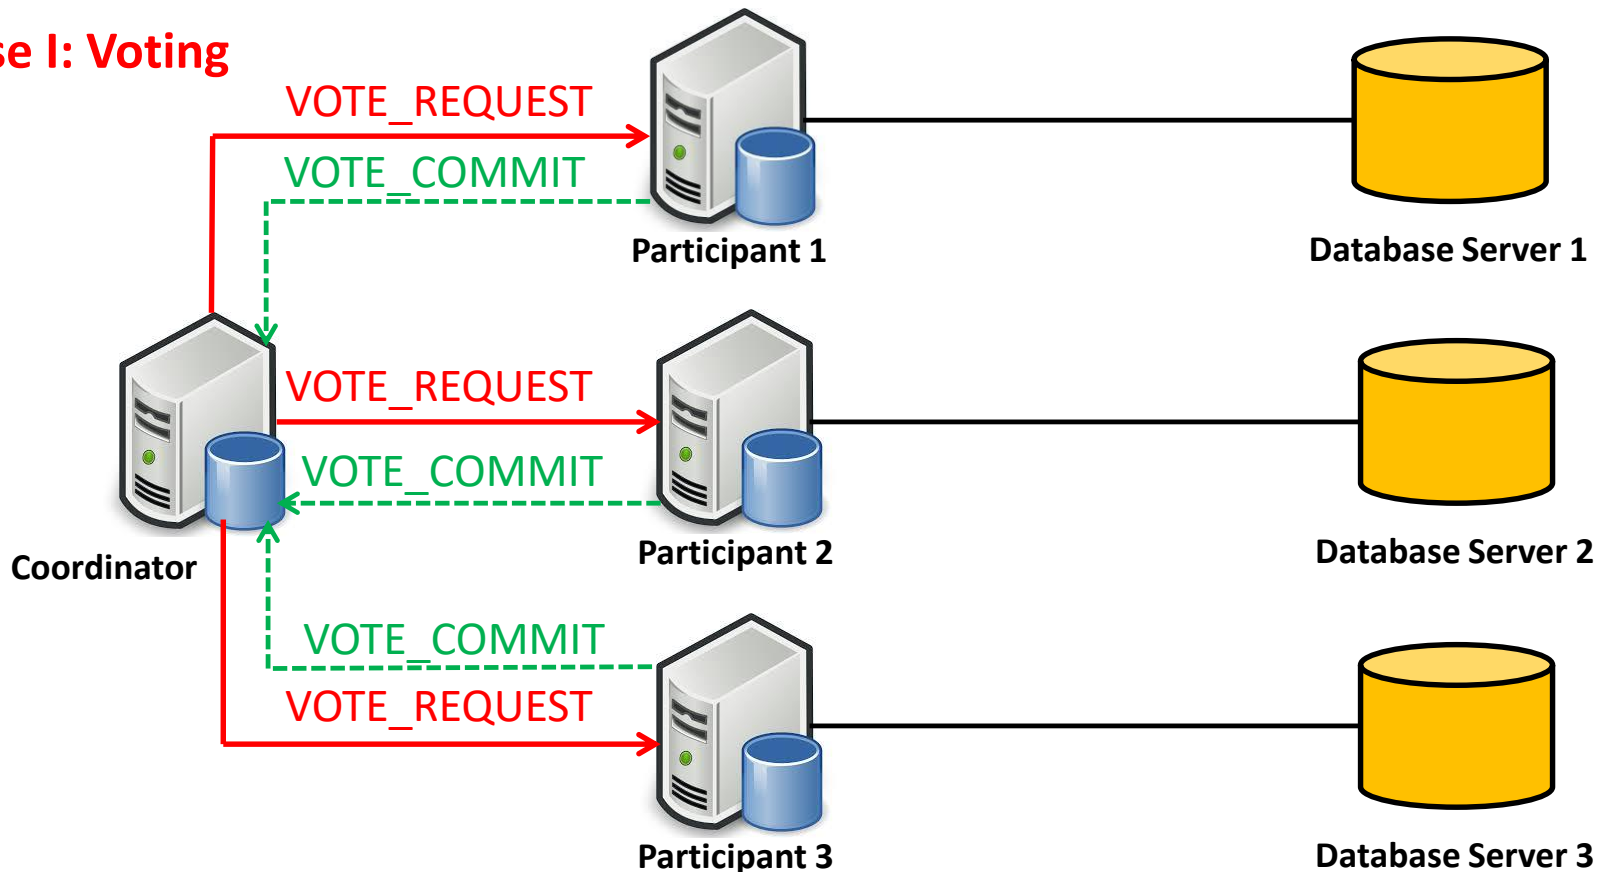 se I: Voting
VOTE_REQUEST
VOTE_COMMIT
Participant 1
Database Server 1
VOTE_REQUEST
VOTE_COMMIT
Coordinator
Participant 2
Database Server 2
VOTE_COMMIT
VOTE_REQUEST
Participant 3
Database Server 3